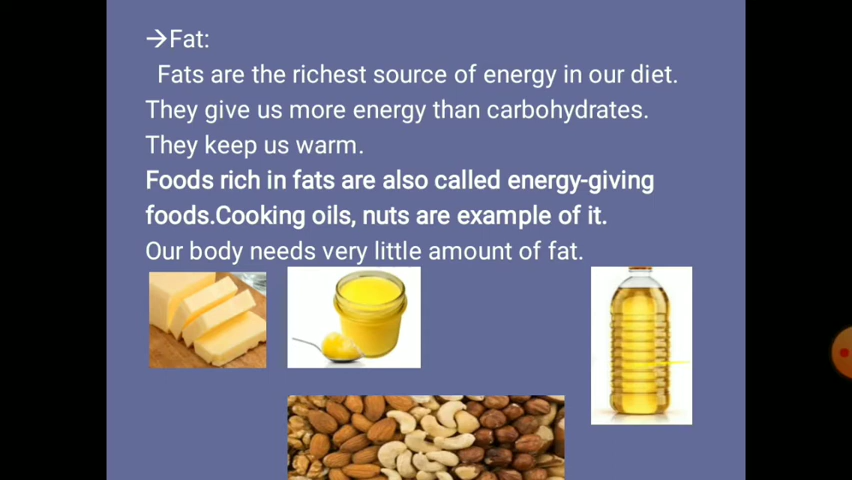 →Fat:
Fats are the richest source of energy in our diet.
They give us more energy than carbohydrates.
They keep us warm.
Foods rich in fats are also called energy-giving
foods.Cooking oils, nuts are example of it.
Our body needs very little amount of fat.